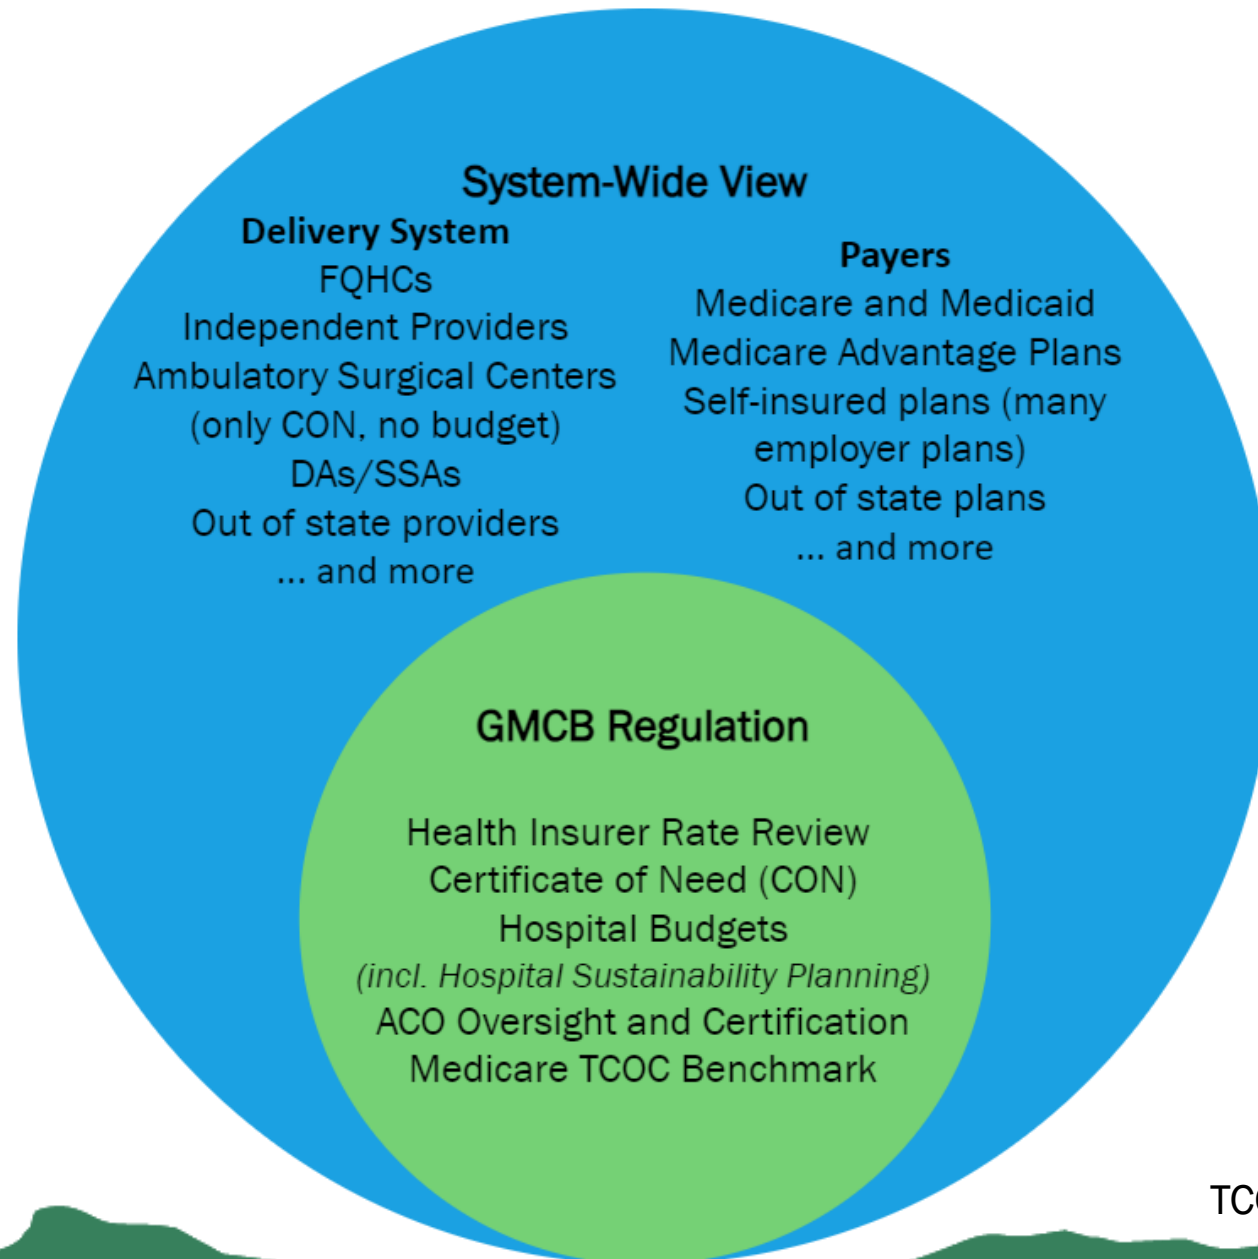 System-Wide View
Delivery System
FQHCs
Independent Providers
Ambulatory Surgical Centers
(only CON, no budget)
DAs/SSAs
Out of state providers
... and more
Payers
Medicare and Medicaid
Medicare Advantage Plans
Self-insured plans (many
employer plans)
Out of state plans
... and more
GMCB Regulation
Health Insurer Rate Review
Certificate of Need (CON)
Hospital Budgets
(incl. Hospital Sustainability Planning)
ACO Oversight and Certification
Medicare TCOC Benchmark